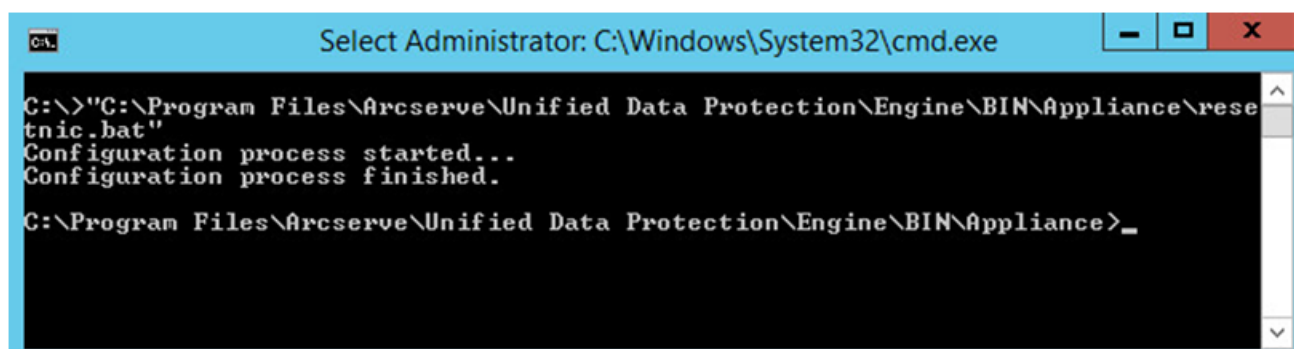 Select Administrator: C:\Windows\System32\cmd.exe
C:\>"C:\Program Files\Arcserve\Unified Data Protection\Engine\BIN\Appliance\rese
tnic.bat"
Configuration process started...
Configuration process finished.
C:\Program Files\Arcserve\Unified Data Protection\Engine\BIN\Appliance>_